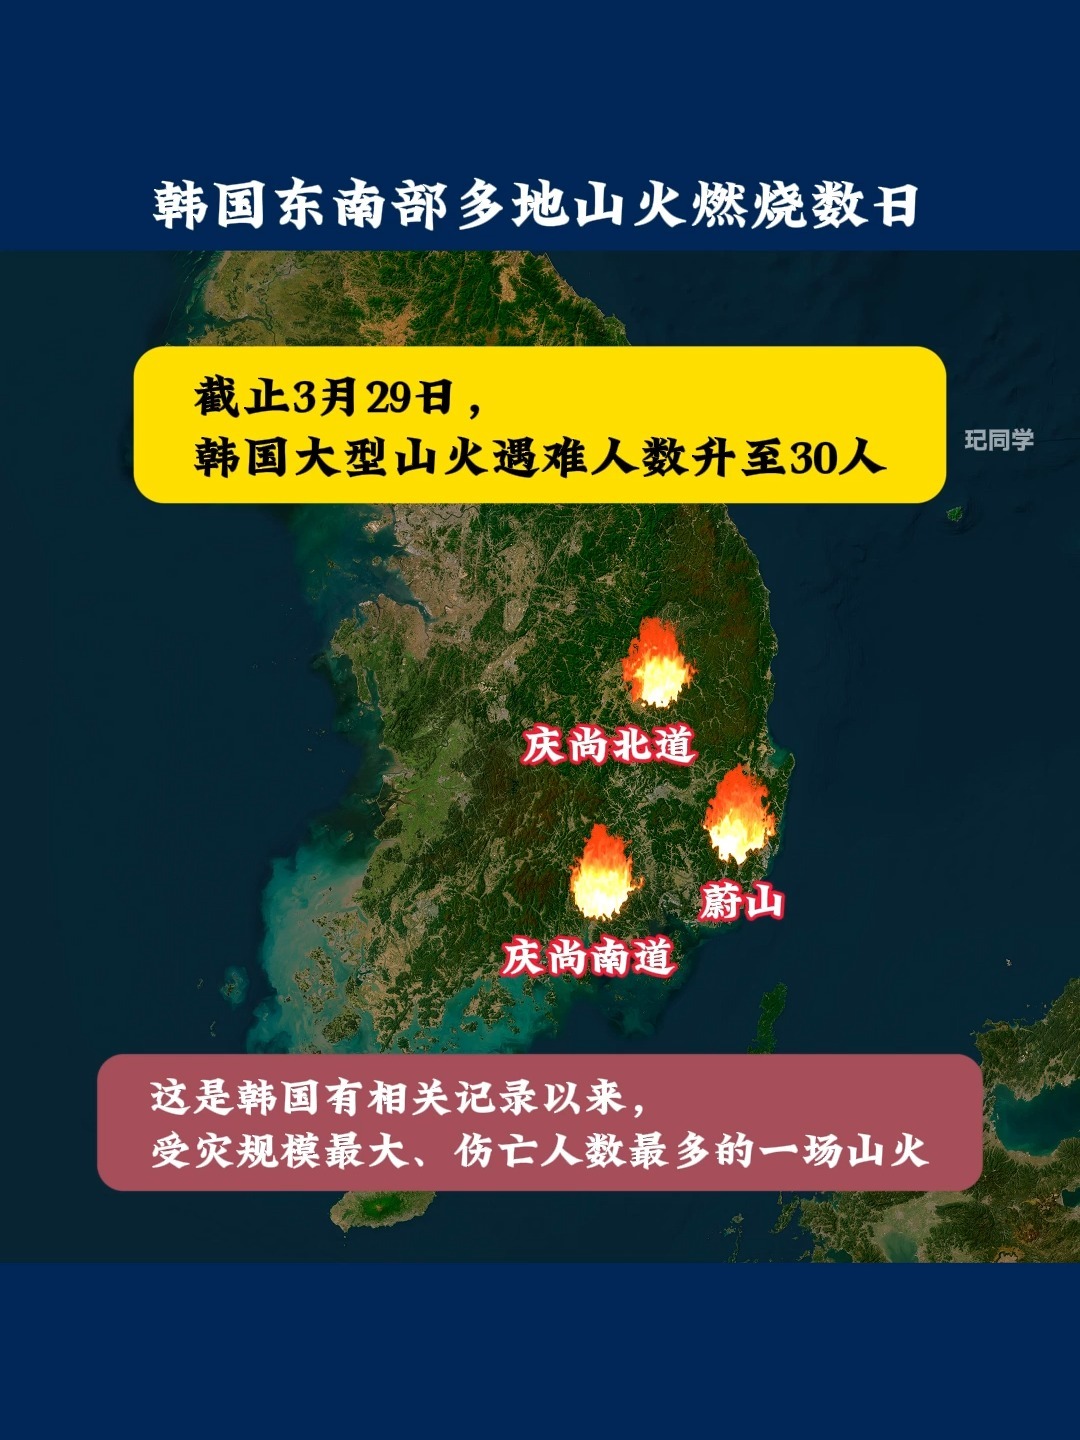 韩国东南部多地山火燃烧数日
截止3月29日，
韩国大型山火遇难人数升至30人
玘同学
庆尚北道
蔚山
庆尚南道
这是韩国有相关记录以来，
受灾规模最大、伤亡人数最多的一场山火